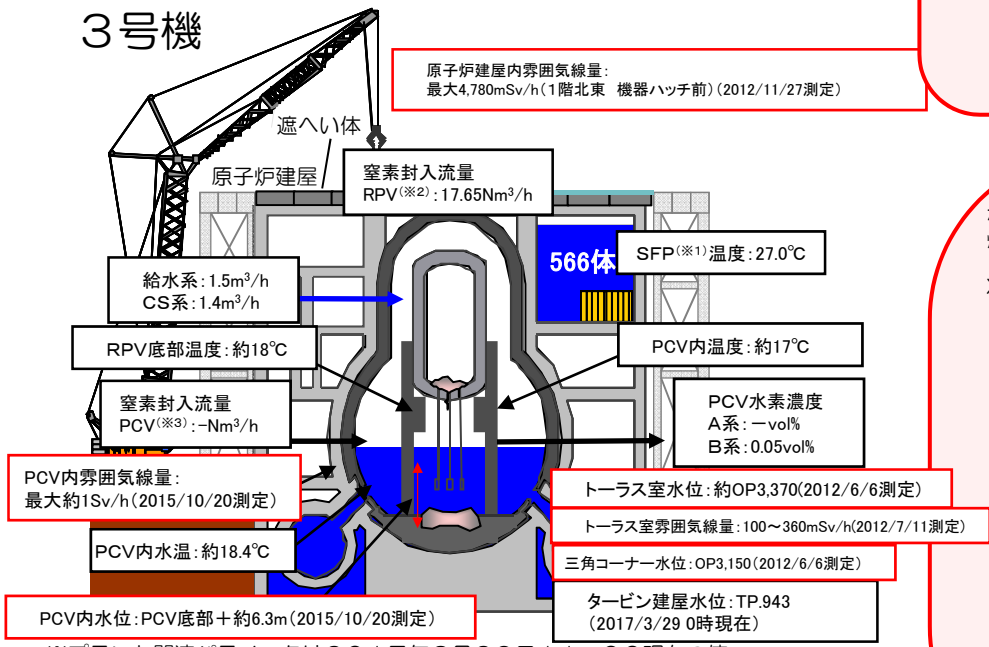 ３号機
原子炉建屋内雰囲気線量:
最大4,780mSv/h(1階北東 機器ハッチ前)(2012/11/27測定)
遮へい体
原子炉建屋
窒素封入流量
RPV(※2):17.65Nm³/h
566体
SFP(※1)温度:27.0℃
給水系:1.5m³/h
CS系:1.4m³/h
RPV底部温度:約18℃
PCV内温度:約17℃
窒素封入流量
PCV(※3):-Nm³/h
PCV水素濃度
A系:－vol%
B系:0.05vol%
PCV内雰囲気線量:
最大約1Sv/h(2015/10/20測定)
トーラス室水位:約OP3,370(2012/6/6測定)
トーラス室雰囲気線量:100～360mSv/h(2012/7/11測定)
PCV内水温:約18.4℃
三角コーナー水位:OP3,150(2012/6/6測定)
PCV内水位:PCV底部＋約6.3m(2015/10/20測定)
タービン建屋水位:TP.943
(2017/3/29 0時現在)